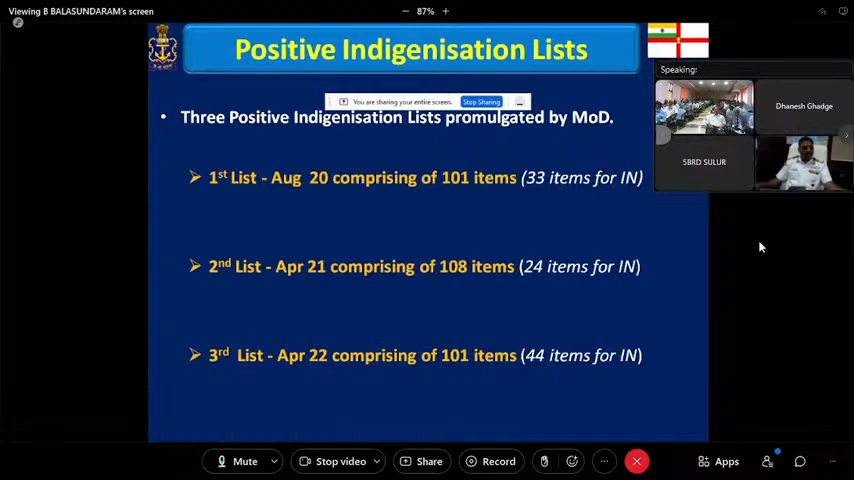 Viewing B BALASUNDARAM's screen
87%
Positive Indigenisation Lists
Speaking:
You are sharing your entire screen. Stop Sharing
Dhanesh Ghadge
• Three Positive Indigenisation Lists promulgated by MoD.
5BRD SULUR
➢ 1st List - Aug 20 comprising of 101 items (33 items for IN)
➢ 2nd List - Apr 21 comprising of 108 items (24 items for IN)
➢ 3rd List - Apr 22 comprising of 101 items (44 items for IN)
Mute Stop video Share Record Apps